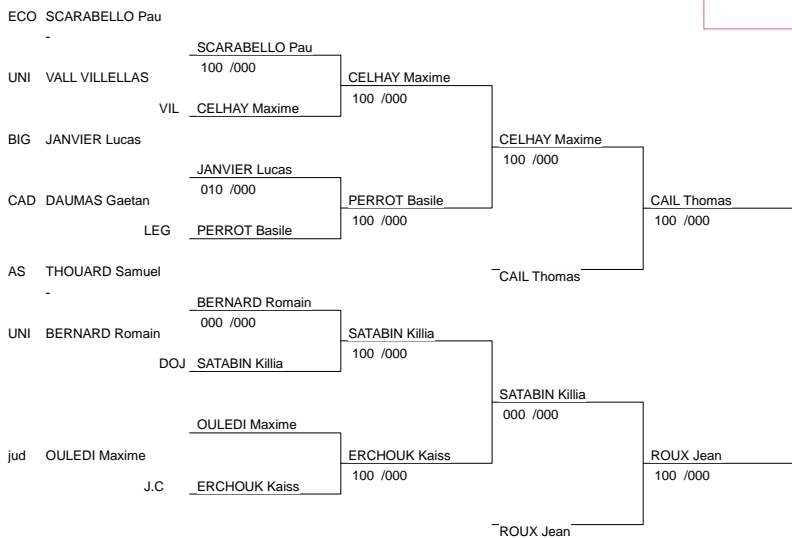 ECO SCARABELLO Pau
-
SCARABELLO Pau
100 /000
UNI VALL VILLELLAS
CELHAY Maxime
100 /000
VIL CELHAY Maxime
BIG JANVIER Lucas
CELHAY Maxime
100 /000
JANVIER Lucas
010 /000
CAD DAUMAS Gaetan
PERROT Basile
100 /000
CAIL Thomas
100 /000
LEG PERROT Basile
AS THOUARD Samuel
-
CAIL Thomas
BERNARD Romain
000 /000
UNI BERNARD Romain
SATABIN Killia
100 /000
DOJ SATABIN Killia
SATABIN Killia
000 /000
OULEDI Maxime
jud OULEDI Maxime
ERCHOUK Kaiss
100 /000
ROUX Jean
100 /000
J.C ERCHOUK Kaiss
ROUX Jean